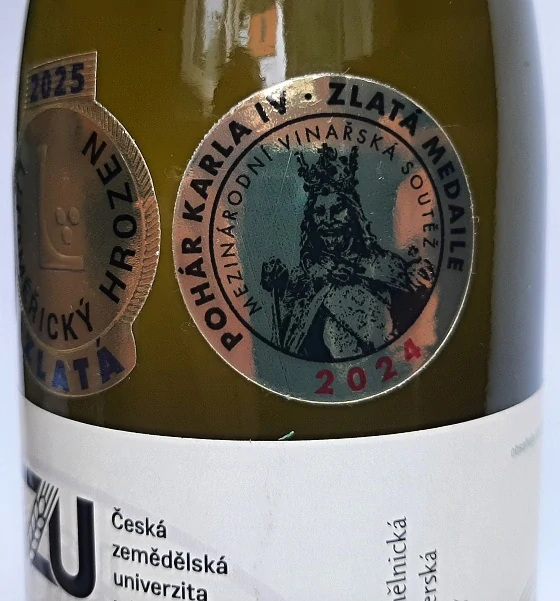 2025
HROZEN
ZLATÁ
POHÁR KARLA IV · ZLATÁ MEDAILE
MEZINÁRODNÍ VINAŘSKÁ SOUTĚŽ
2024
ZU
Česká
zemědělská
univerzita